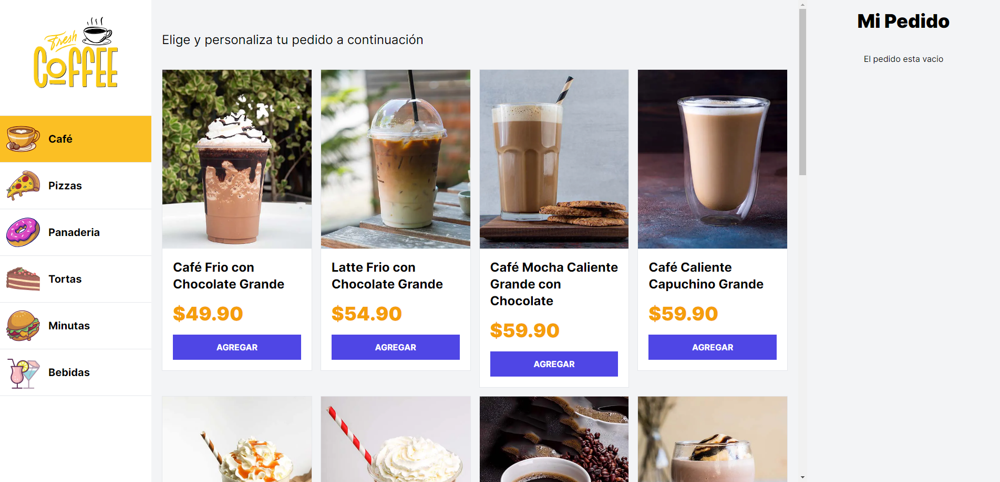 Fresh
COFFEE
Café
Pizzas
Panaderia
Tortas
Minutas
Bebidas
Elige y personaliza tu pedido a continuación
Café Frio con
Chocolate Grande
$49.90
AGREGAR
Latte Frio con
Chocolate Grande
$54.90
AGREGAR
Café Mocha Caliente
Grande con
Chocolate
$59.90
AGREGAR
Café Caliente
Capuchino Grande
$59.90
AGREGAR
Mi Pedido
El pedido esta vacio